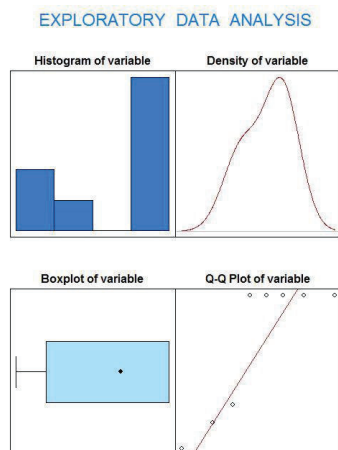 EXPLORATORY DATA ANALYSIS
Histogram of variable
Density of variable
Boxplot of variable
Q-Q Plot of variable